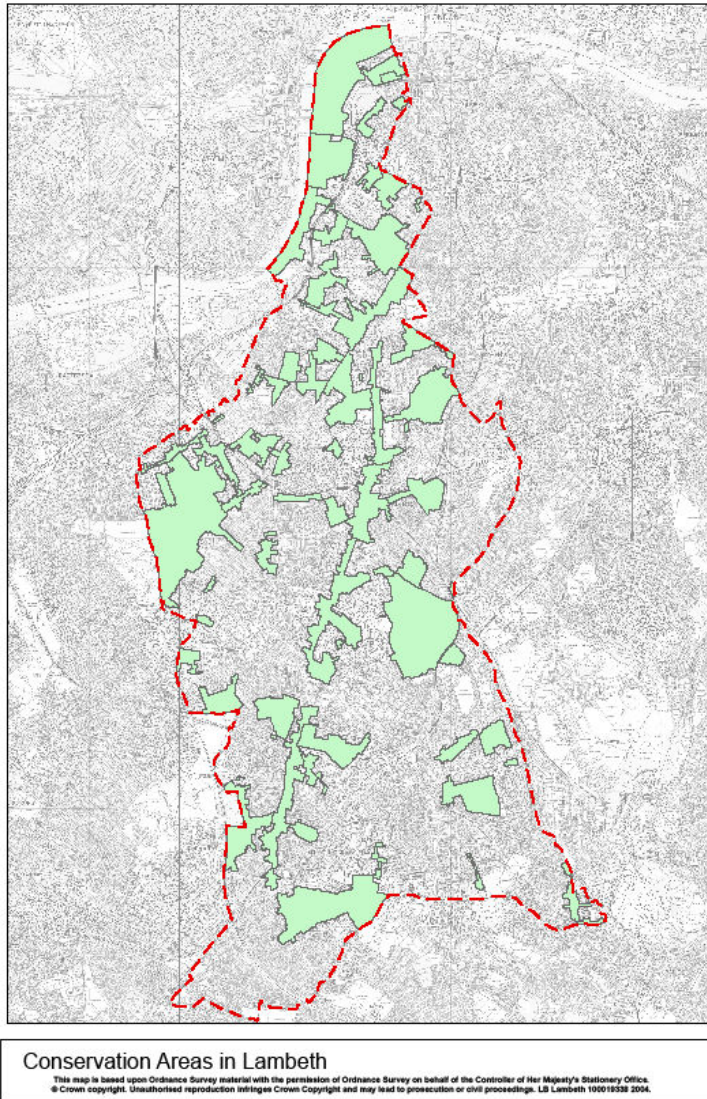 Conservation Areas in Lambeth
This map is based upon Ordnance Survey material with the permission of Ordnance Survey on behalf of the Controller of Her Majesty's Stationery Office.
© Crown copyright. Unauthorised reproduction infringes Crown Copyright and may lead to prosecution or civil proceedings. LB Lambeth 100019338 2004.